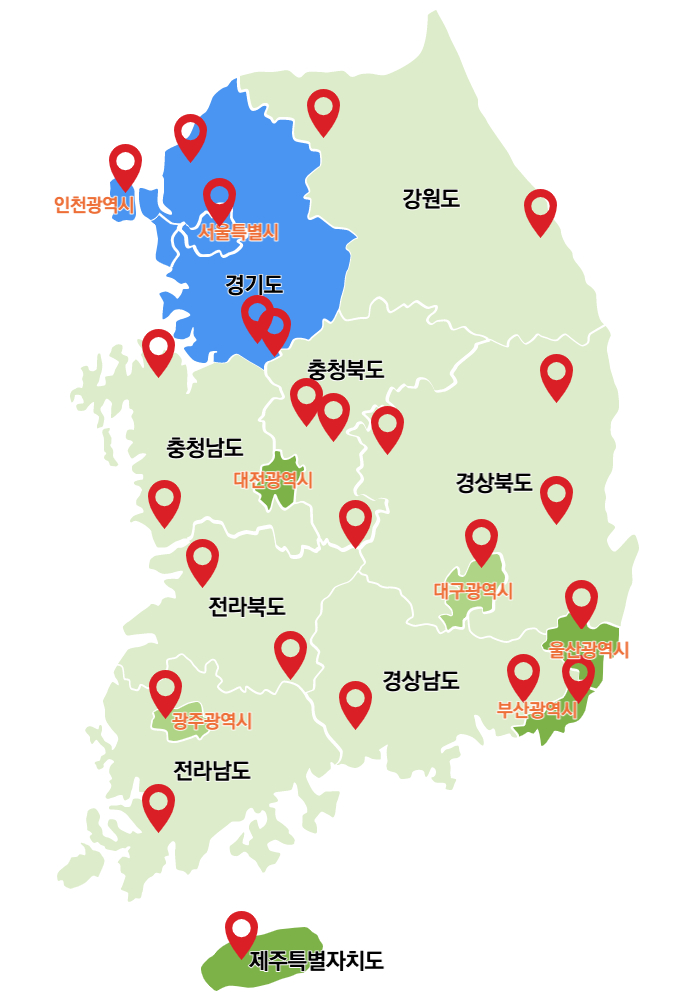 강원도
인천광역시
서울특별시
경기도
충청북도
충청남도
대전광역시
경상북도
대구광역시
전라북도
울산광역시
경상남도
부산광역시
광주광역시
전라남도
제주특별자치도